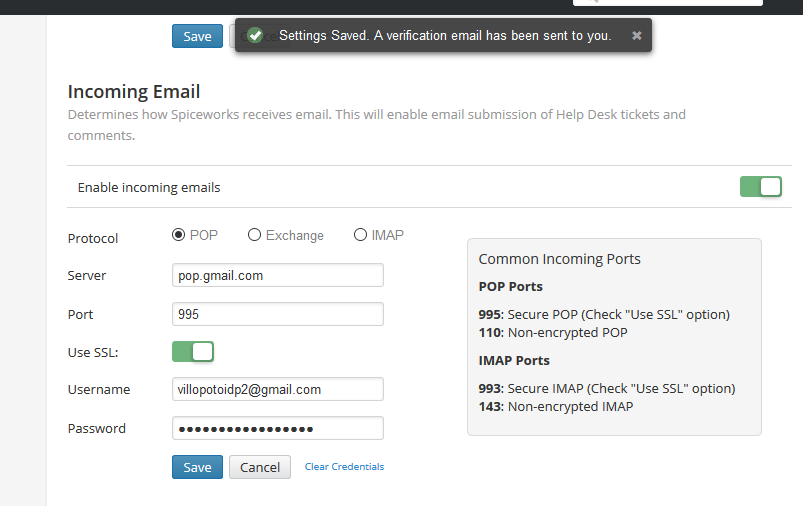 Settings Saved. A verification email has been sent to you. ×
Save
Incoming Email
Determines how Spiceworks receives email. This will enable email submission of Help Desk tickets and
comments.
Enable incoming emails
Protocol POP Exchange IMAP
Server pop.gmail.com
Port 995
Use SSL:
Username villopotoidp2@gmail.com
Password
Save Cancel Clear Credentials
Common Incoming Ports
POP Ports
995: Secure POP (Check "Use SSL" option)
110: Non-encrypted POP
IMAP Ports
993: Secure IMAP (Check "Use SSL" option)
143: Non-encrypted IMAP